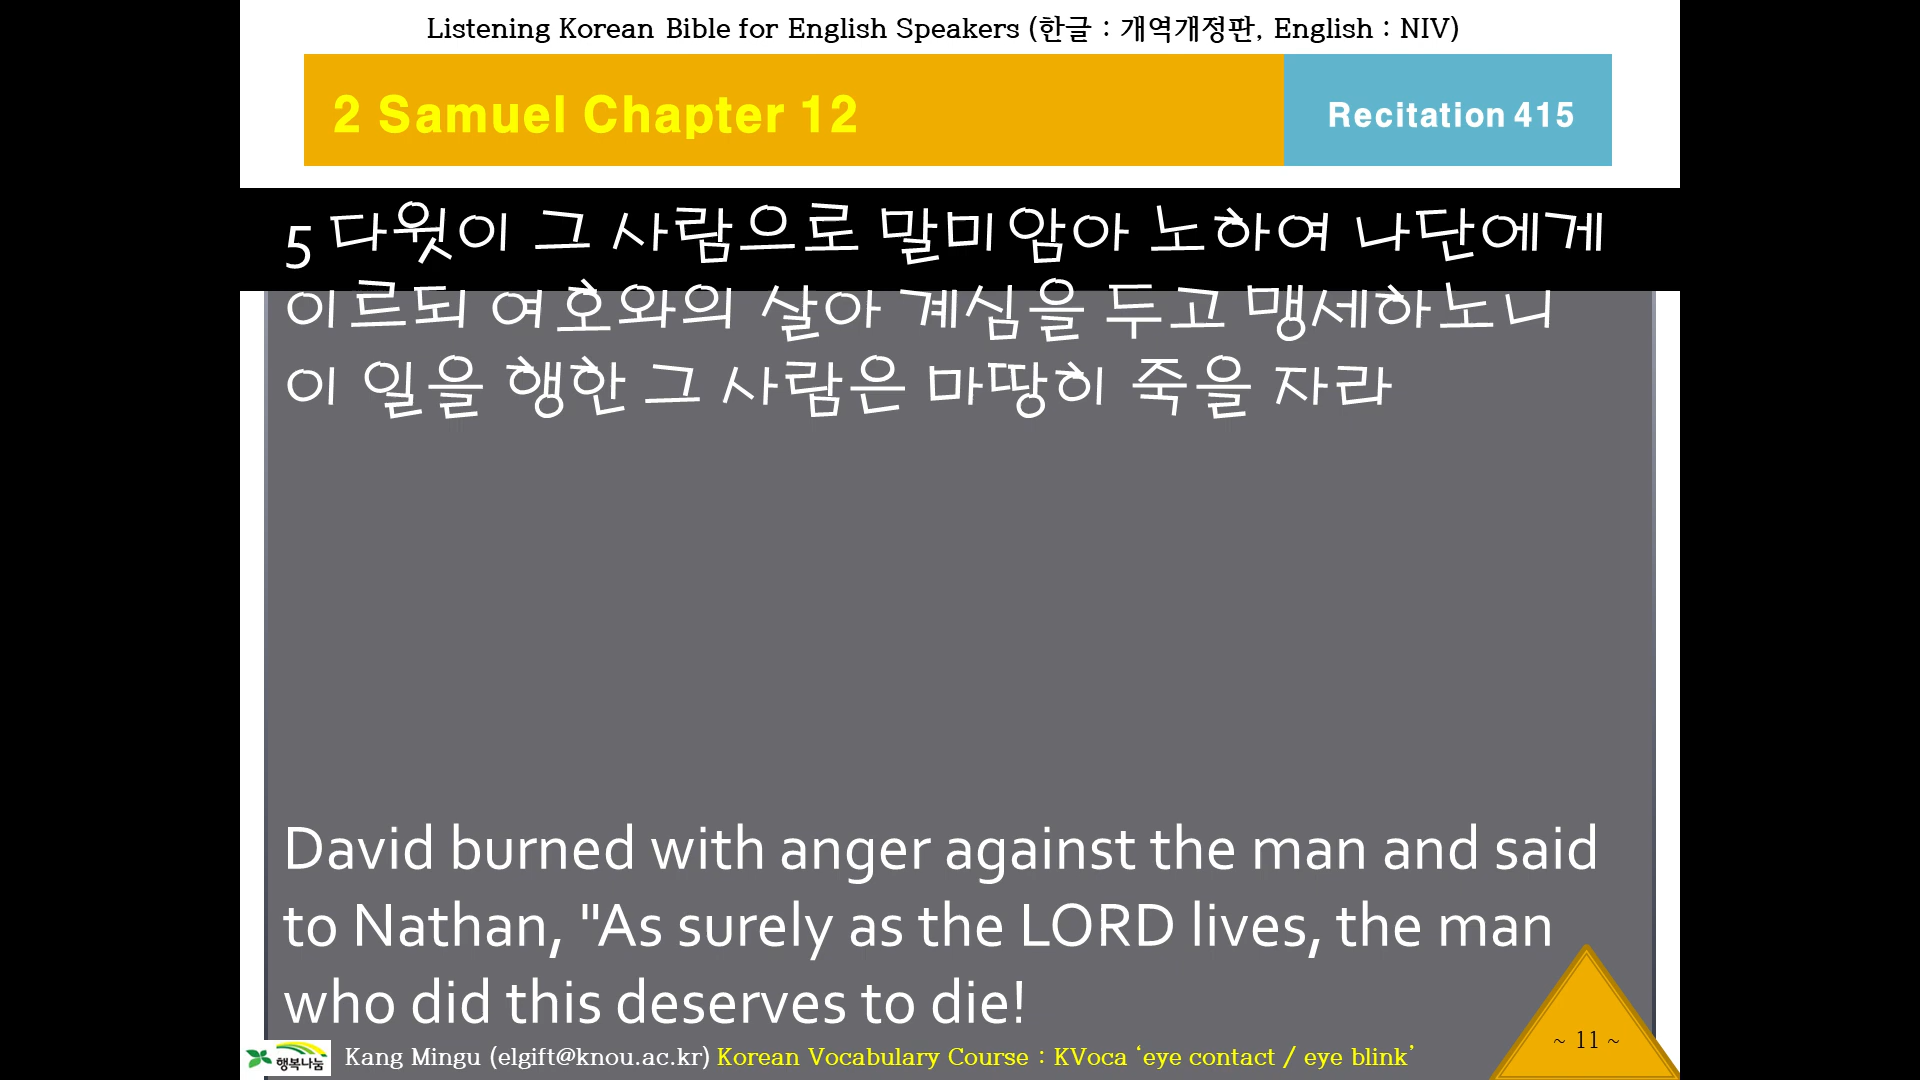 Listening Korean Bible for English Speakers (한글 : 개역개정판, English : NIV)
2 Samuel Chapter 12
Recitation 415
5 다윗이 그 사람으로 말미암아 노하여 나단에게
이르되 여호와의 살아 계심을 두고 맹세하노니
이 일을 행한 그 사람은 마땅히 죽을 자라
David burned with anger against the man and said
to Nathan, "As surely as the LORD lives, the man
who did this deserves to die!
~ 11 ~
행복나눔
Kang Mingu (elgift@knou.ac.kr) Korean Vocabulary Course : KVoca ‘eye contact / eye blink’